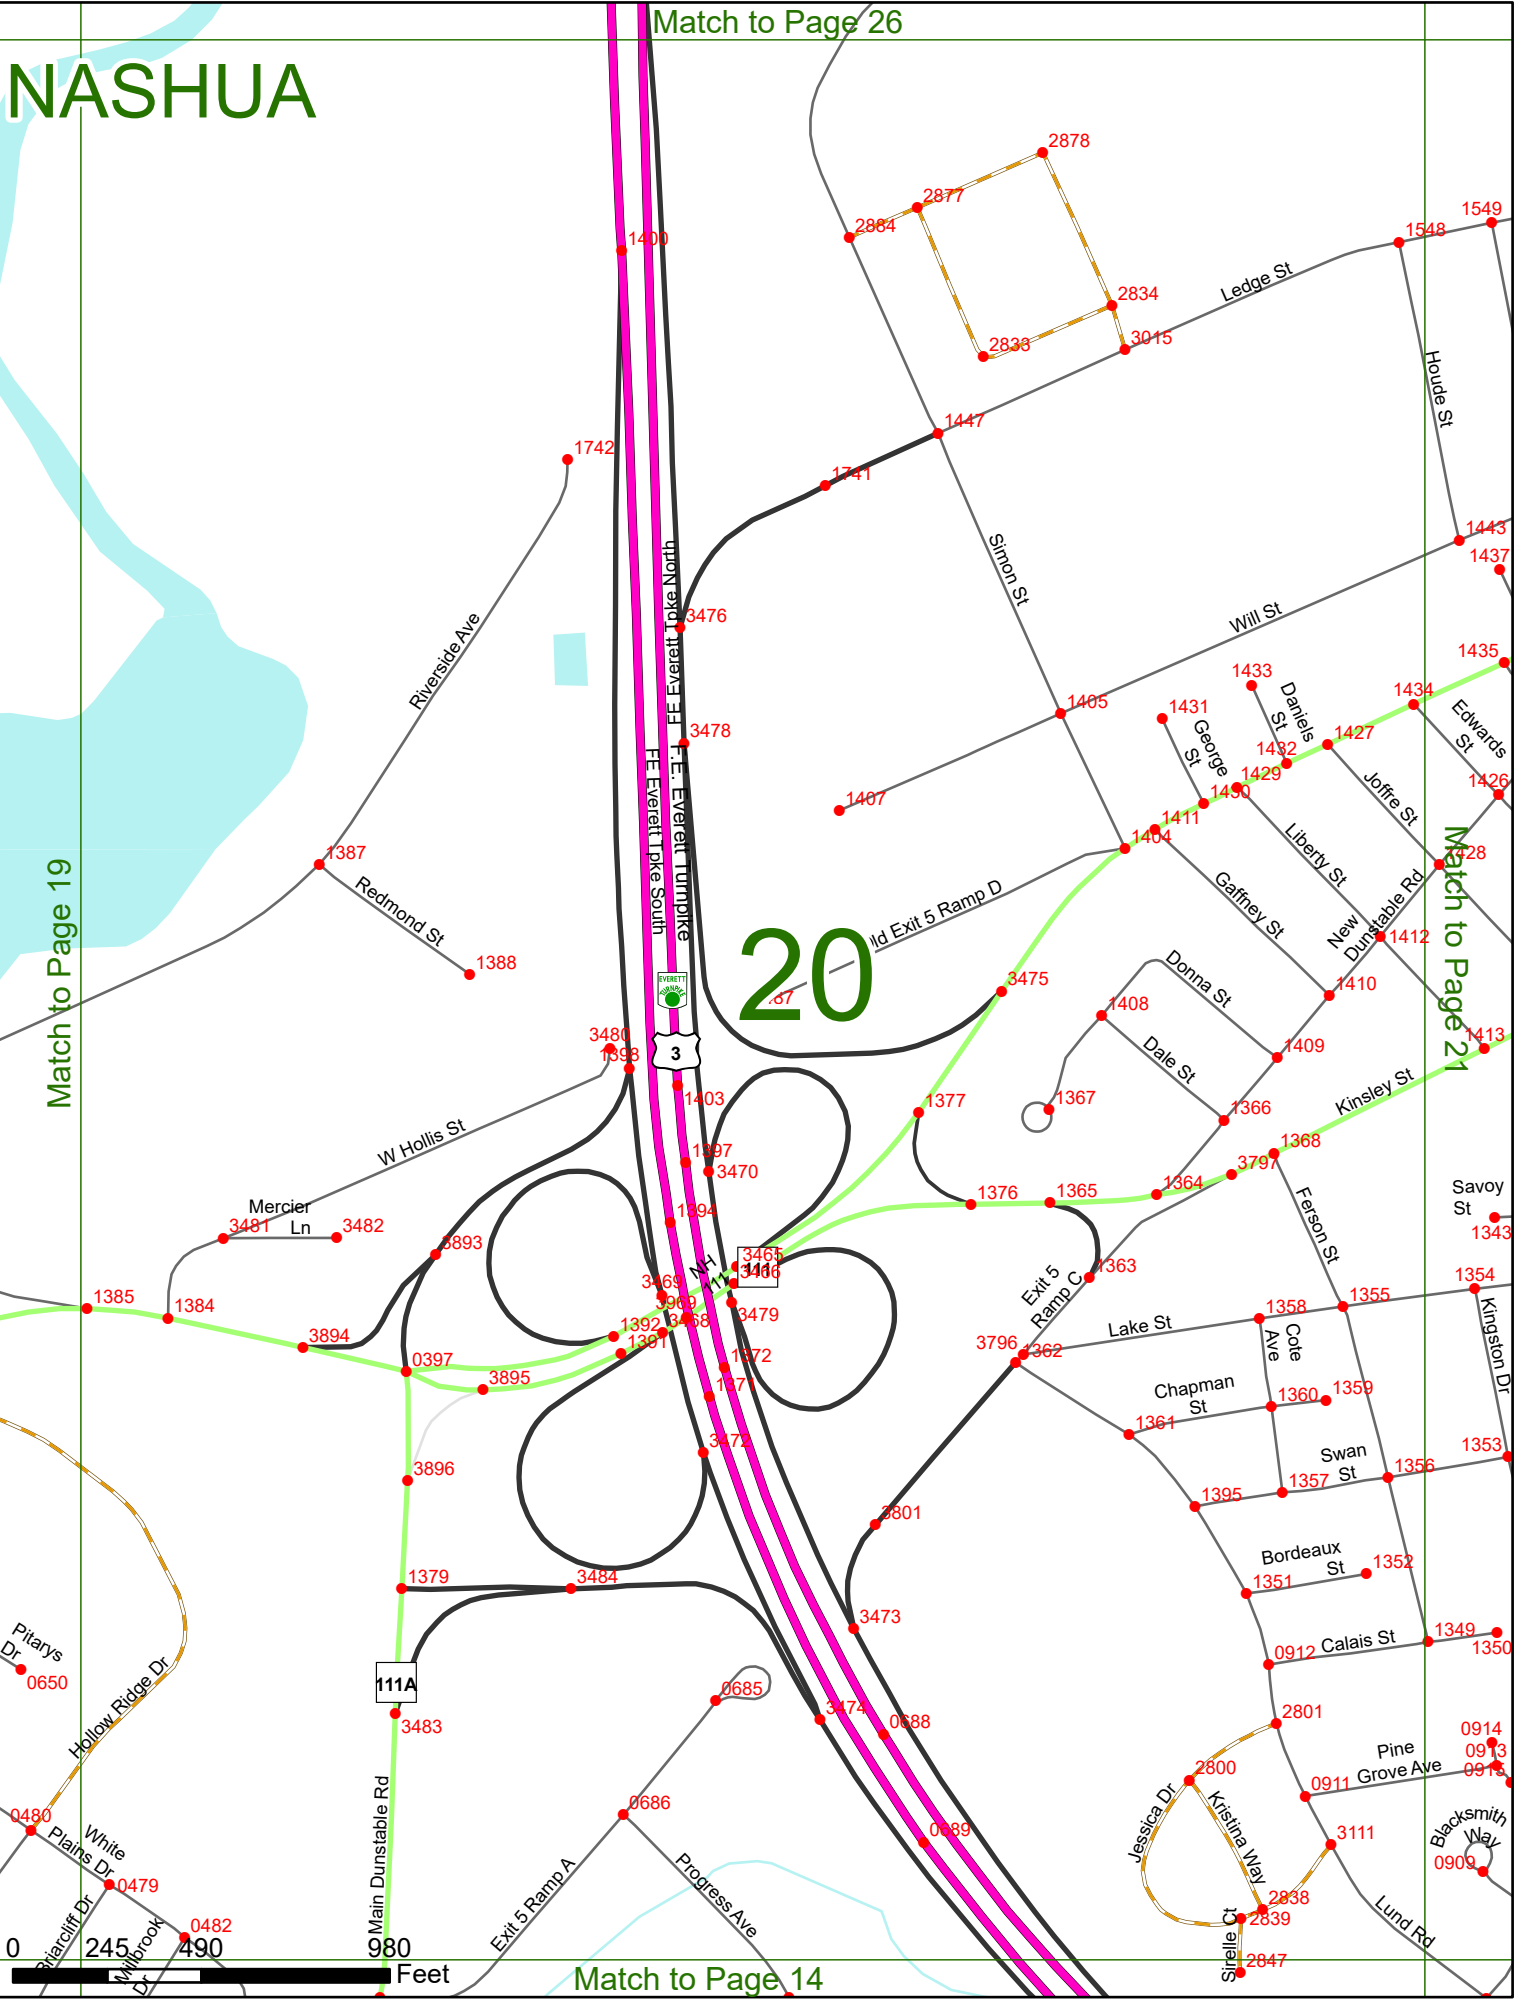 Match to Page 26
NASHUA
2878
2877
2884
1549
1548
1400
Ledge St
2834
2833
3015
Houde St
1447
1742
1741
Simon St
1443
1437
FE Everett Tpke North
3476
Will St
Riverside Ave
1435
1433
1434
1405
1431
Daniels
St
George
St
Edwards
St
3478
1427
F.E. Everett Turnpike
FE Everett Tpke South
1432
1429
1430
1426
Joffre St
1407
1411
1404
Liberty St
1428
Match to Page 19
Match to Page 21
1387
Redmond St
Gaffney St
New
Dunstable Rd
ld Exit 5 Ramp D
20
1412
1388
EVERETT
TURNPIKE
87
3475
Donna St
1410
1408
3480
1398
3
1409
1413
Dale St
1403
Kinsley St
1377
1367
1366
W Hollis St
1368
1397
3470
3797
1364
1365
1376
Mercier
Ln
Savoy
St
Ferson St
1394
3481
3482
1343
3893
NH
111
3465
111
3466
Exit 5
Ramp C
1363
3469
3969
1354
1385
1384
3468
3479
1355
1358
Kingston Dr
1392
1391
3894
Lake St
Cote
Ave
3796
1362
0397
1372
3895
1371
Chapman
St
1359
1360
1361
3472
1353
Swan
St
3896
1356
1357
1395
3801
Bordeaux
St
1352
1379
3484
1351
3473
Pitarys
Dr
Calais St
1349
1350
0912
0650
Hollow Ridge Dr
111A
0685
3483
3474
0688
2801
0914
Pine
Grove Ave
0913
0915
2800
0911
Jessica Dr
Kristina Way
Main Dunstable Rd
0686
0480
White
Plains Dr
Blacksmith
Way
0689
3111
0909
Exit 5 Ramp A
Progress Ave
0479
Briarcliff Dr
2838
2839
Lund Rd
0482
Millbrook
Dr
Sirelle Ct
2847
0 245 490 980
Feet
Match to Page 14